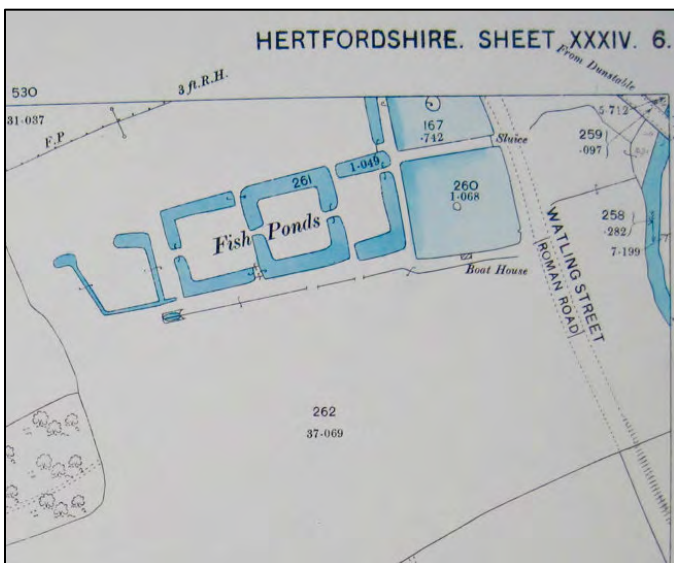 HERTFORDSHIRE. SHEET XXXIV. 6.
From Dunstable
3 ft.R.H.
530
31·037
F.P
167
·742
Sluice
5·712
259
·097
1·049
261
260
1·068
258
·282
7·199
Fish Ponds
WATLING STREET
ROMAN ROAD
Boat House
262
37·069